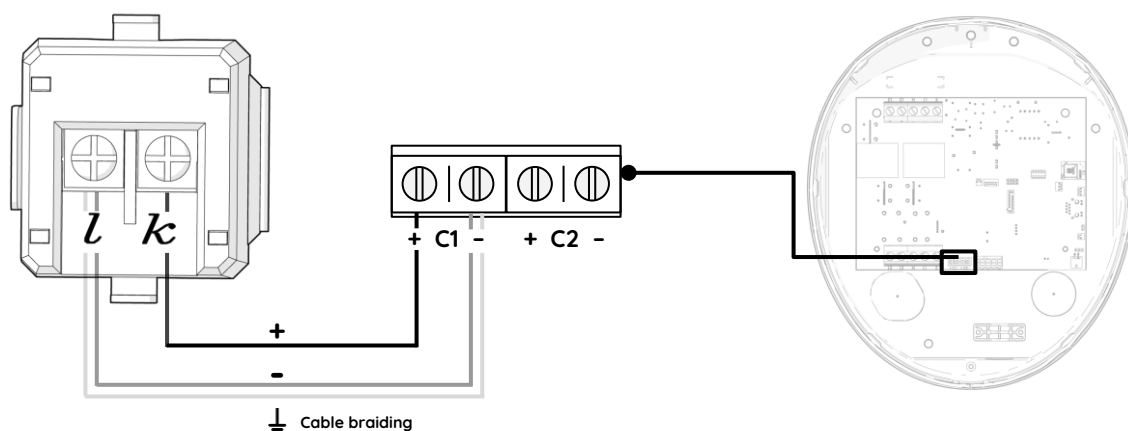 l k
+ C1 - + C2 -
+
-
Cable braiding